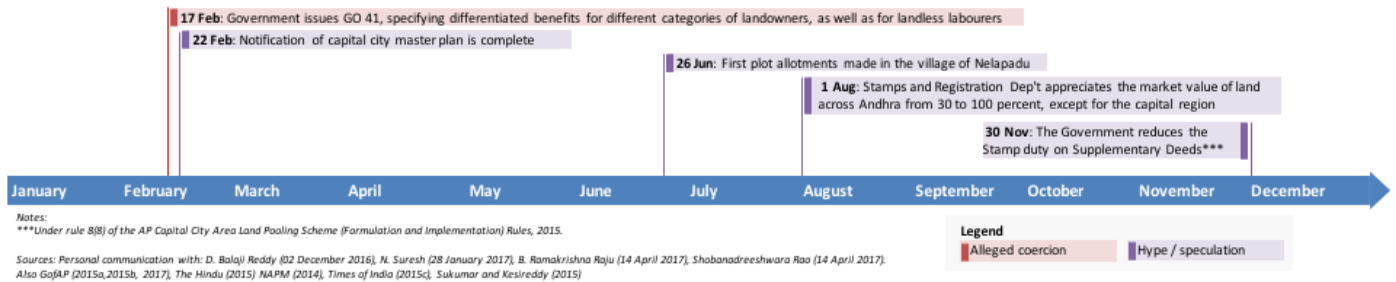 17 Feb: Government issues GO 41, specifying differentiated benefits for different categories of landowners, as well as for landless labourers
22 Feb: Notification of capital city master plan is complete
26 Jun: First plot allotments made in the village of Nelapadu
1 Aug: Stamps and Registration Dep't appreciates the market value of land
across Andhra from 30 to 100 percent, except for the capital region
30 Nov: The Government reduces the
Stamp duty on Supplementary Deeds***
January February March April May June July August September October November December
Notes:
***Under rule 8(8) of the AP Capital City Area Land Pooling Scheme (Formulation and Implementation) Rules, 2015.
Sources: Personal communication with: D. Balaji Reddy (02 December 2016), N. Suresh (28 January 2017), B. Ramakrishna Raju (14 April 2017), Shobanadreeshwara Rao (14 April 2017).
Also GofAP (2015a,2015b, 2017), The Hindu (2015) NAPM (2014), Times of India (2015c), Sukumar and Kesireddy (2015)
Legend
Alleged coercion
Hype / speculation